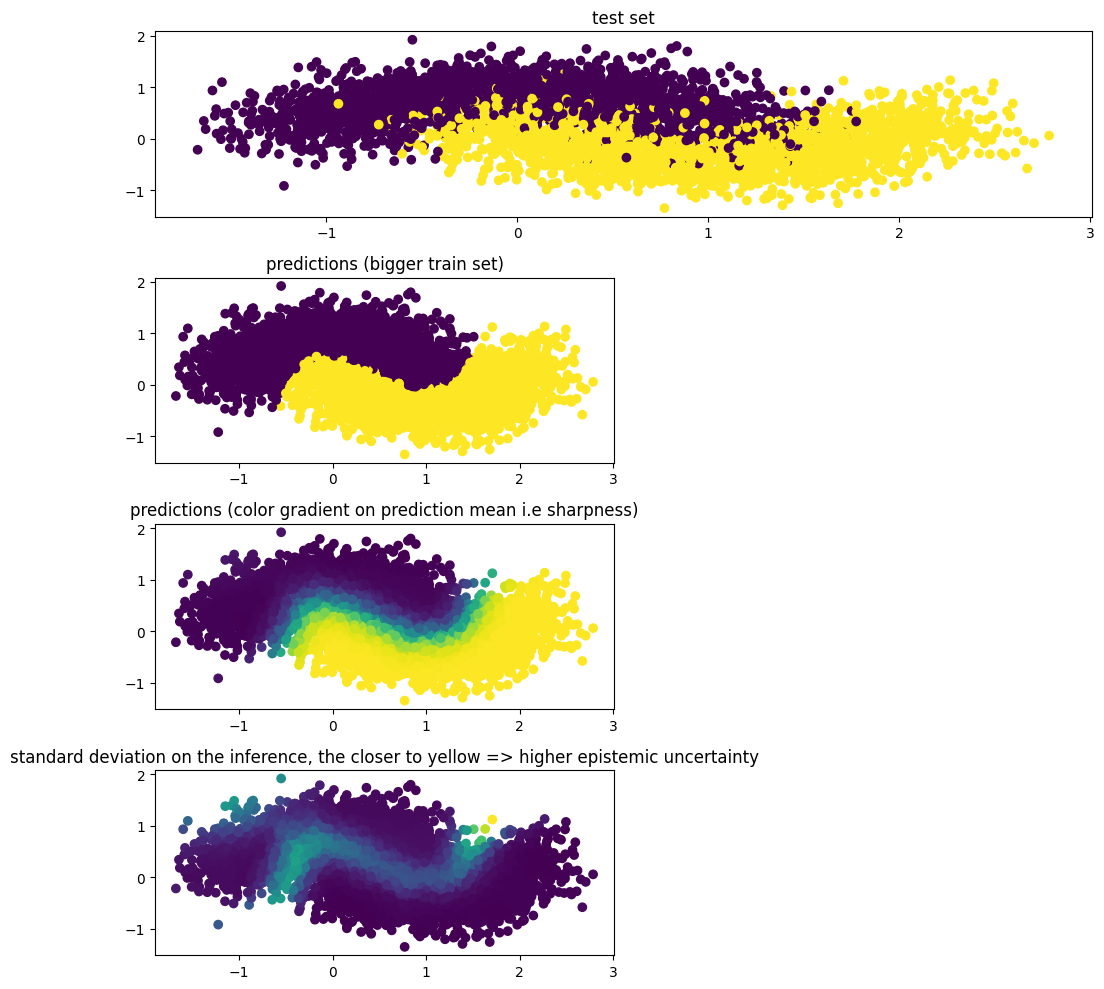 test set
2
1
0
−1
−1 0 1 2 3
predictions (bigger train set)
2
1
0
−1
−1 0 1 2 3
predictions (color gradient on prediction mean i.e sharpness)
2
1
0
−1
−1 0 1 2 3
standard deviation on the inference, the closer to yellow => higher epistemic uncertainty
2
1
0
−1
−1 0 1 2 3